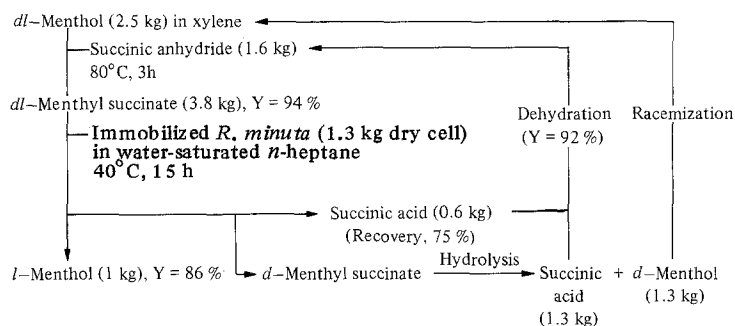 dl–Menthol (2.5 kg) in xylene
Succinic anhydride (1.6 kg)
80°C, 3h
dl–Menthyl succinate (3.8 kg), Y = 94 %
Dehydration
(Y = 92 %)
Racemization
Immobilized R. minuta (1.3 kg dry cell)
in water-saturated n-heptane
40°C, 15 h
Succinic acid (0.6 kg)
(Recovery, 75 %)
l–Menthol (1 kg), Y = 86 %
d–Menthyl succinate
Hydrolysis
Succinic + d–Menthol
acid (1.3 kg)
(1.3 kg)